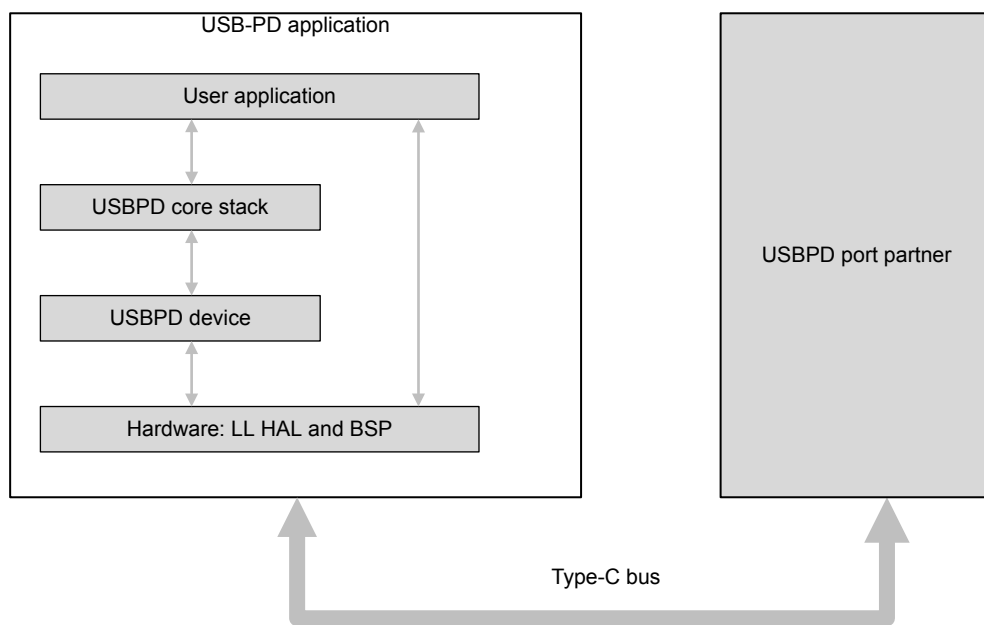 USB-PD application
User application
USBPD core stack
USBPD device
Hardware: LL HAL and BSP
USBPD port partner
Type-C bus